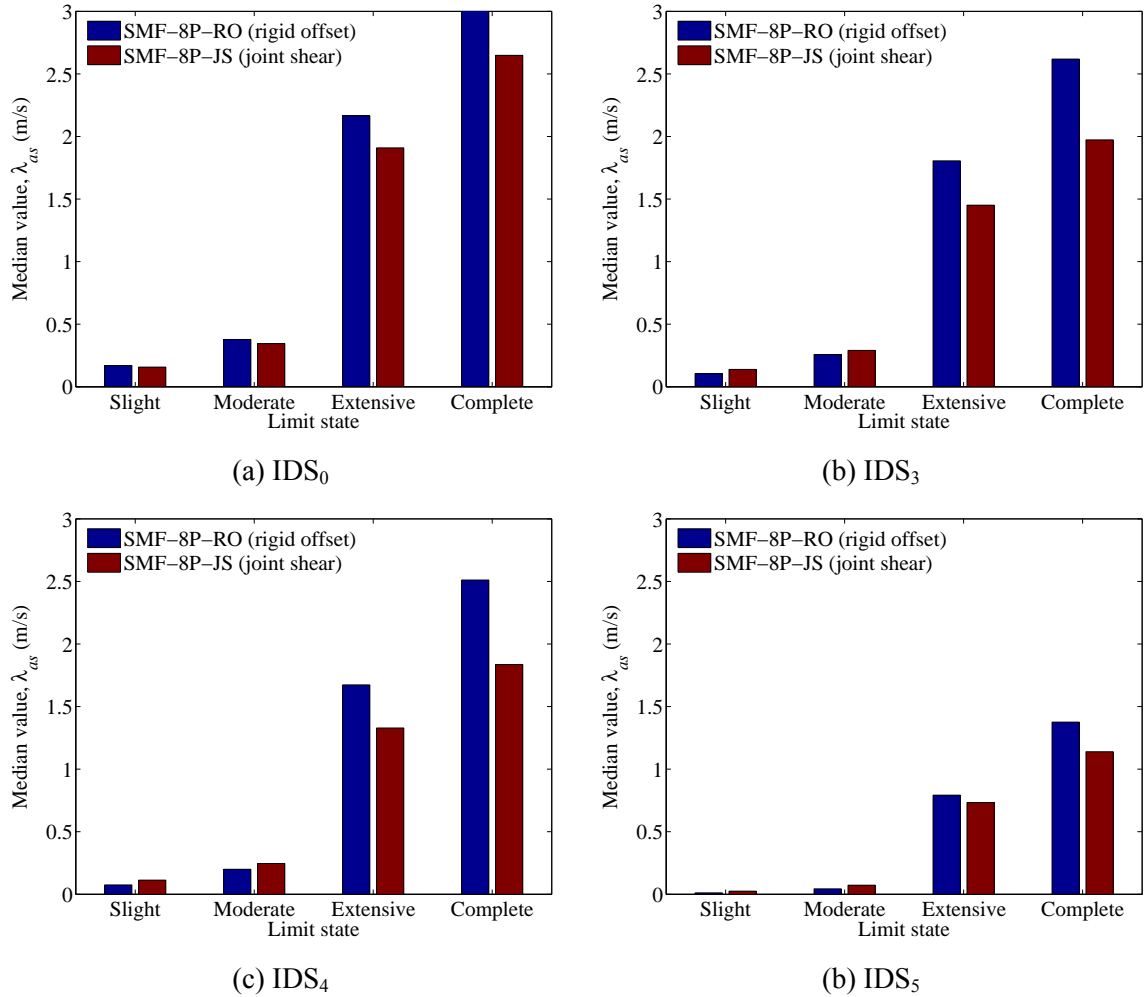 3
2.5
2
1.5
1
0.5
0
Median value, λas (m/s)
SMF−8P−RO (rigid offset)
SMF−8P−JS (joint shear)
Slight Moderate Extensive Complete
Limit state
(a) IDS₀
3
2.5
2
1.5
1
0.5
0
Median value, λas (m/s)
SMF−8P−RO (rigid offset)
SMF−8P−JS (joint shear)
Slight Moderate Extensive Complete
Limit state
(b) IDS₃
3
2.5
2
1.5
1
0.5
0
Median value, λas (m/s)
SMF−8P−RO (rigid offset)
SMF−8P−JS (joint shear)
Slight Moderate Extensive Complete
Limit state
(c) IDS₄
3
2.5
2
1.5
1
0.5
0
Median value, λas (m/s)
SMF−8P−RO (rigid offset)
SMF−8P−JS (joint shear)
Slight Moderate Extensive Complete
Limit state
(b) IDS₅